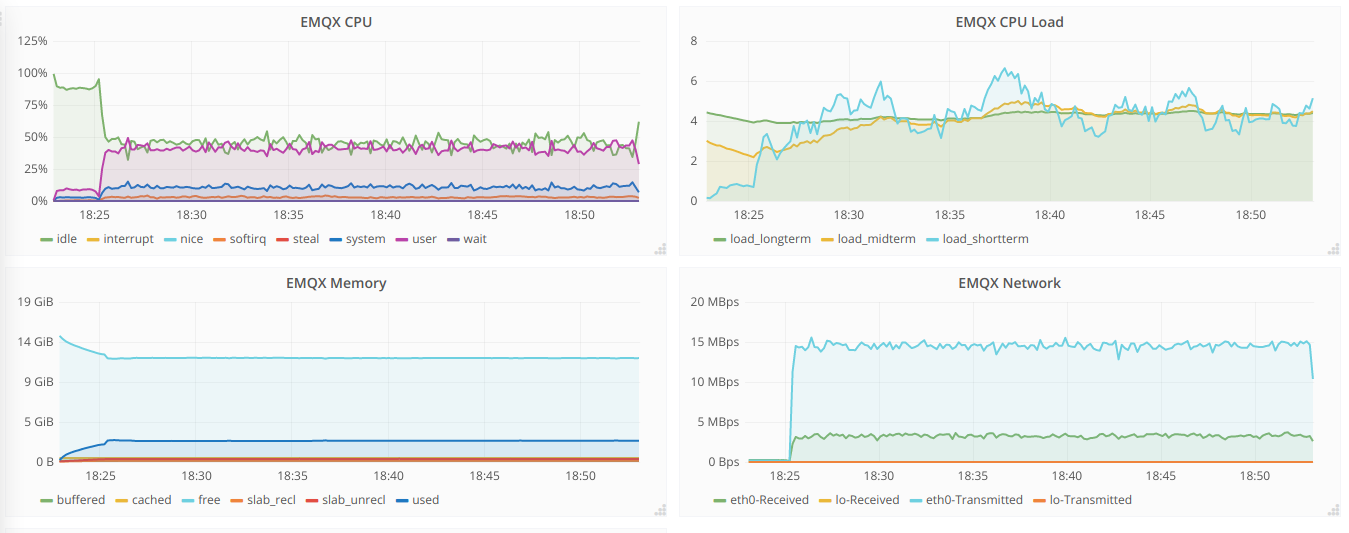 EMQX CPU
125%
100%
75%
50%
25%
0%
18:25 18:30 18:35 18:40 18:45 18:50
idle interrupt nice softirq steal system user wait
EMQX CPU Load
8
6
4
2
0
18:25 18:30 18:35 18:40 18:45 18:50
load_longterm load_midterm load_shortterm
EMQX Memory
19 GiB
14 GiB
9 GiB
5 GiB
0 B
18:25 18:30 18:35 18:40 18:45 18:50
buffered cached free slab_recl slab_unrecl used
EMQX Network
20 MBps
15 MBps
10 MBps
5 MBps
0 Bps
18:25 18:30 18:35 18:40 18:45 18:50
eth0-Received lo-Received eth0-Transmitted lo-Transmitted